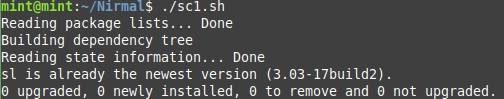 mint@mint:~/Nirmal$ ./sc1.sh
Reading package lists... Done
Building dependency tree
Reading state information... Done
sl is already the newest version (3.03-17build2).
0 upgraded, 0 newly installed, 0 to remove and 0 not upgraded.